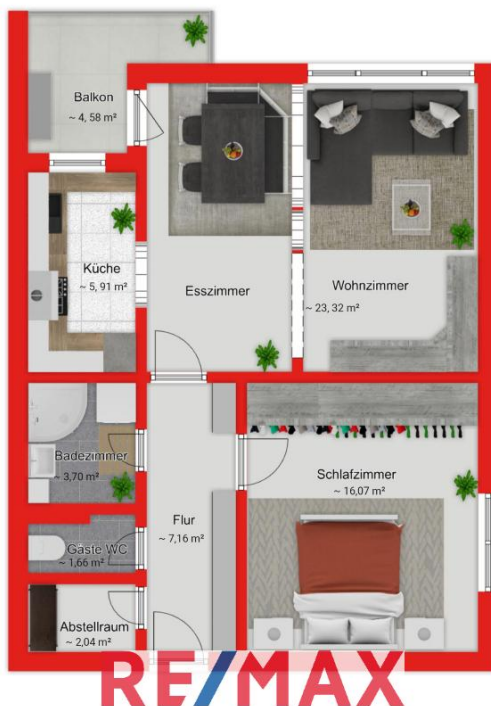 Balkon
~ 4, 58 m²
Küche
~ 5, 91 m²
Esszimmer
Wohnzimmer
~ 23, 32 m²
Badezimmer
~ 3,70 m²
Schlafzimmer
~ 16,07 m²
Flur
~ 7,16 m²
Gäste WC
~ 1,66 m²
Abstellraum
~ 2,04 m²
RE/MAX